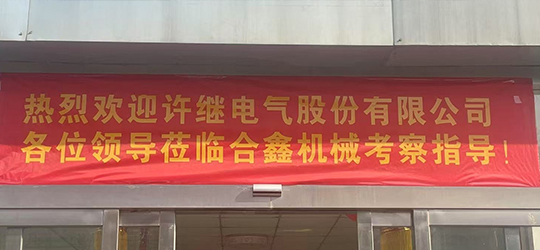 热烈欢迎许继电气股份有限公司
各位领导莅临合鑫机械考察指导！